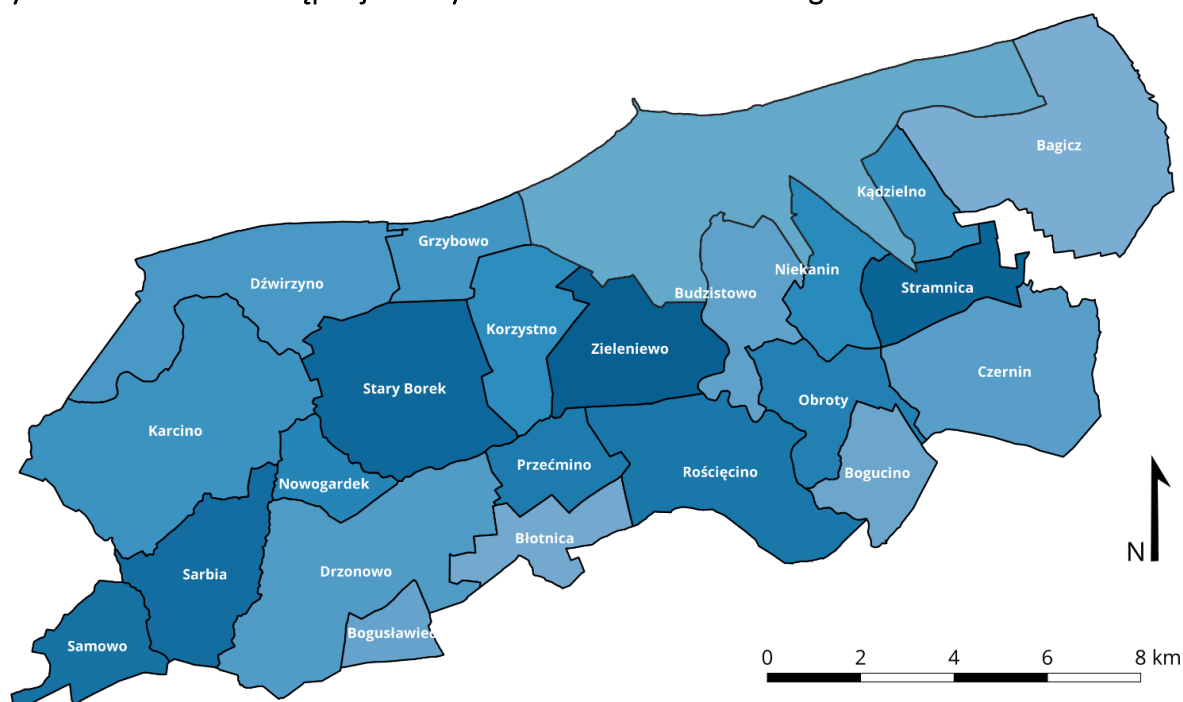 Bagicz
Kądzielno
Grzybowo
Niekanin
Dźwirzyno
Stramnica
Budzistowo
Korzystno
Zieleniewo
Czernin
Stary Borek
Obroty
Karcino
Przećmino
Rościęcino
Bogucino
Nowogardek
Błotnica
N
Drzonowo
Sarbia
Bogusławiec
Samowo
0 2 4 6 8 km